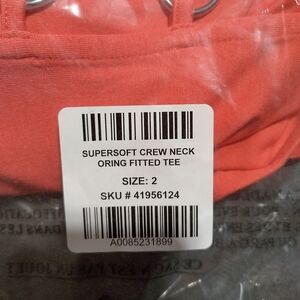 SUPERSOFT CREW NECK
ORING FITTED TEE
SIZE: 2
SKU # 41956124
A0085231899